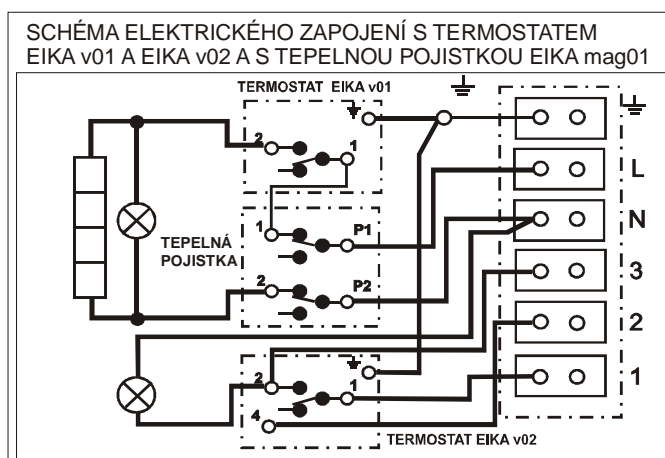 SCHÉMA ELEKTRICKÉHO ZAPOJENÍ S TERMOSTATEM
EIKA v01 A EIKA v02 A S TEPELNOU POJISTKOU EIKA mag01
TERMOSTAT EIKA v01
2
1
L
1
P1
N
TEPELNÁ
POJISTKA
2
P2
3
2
2
1
1
4
TERMOSTAT EIKA v02